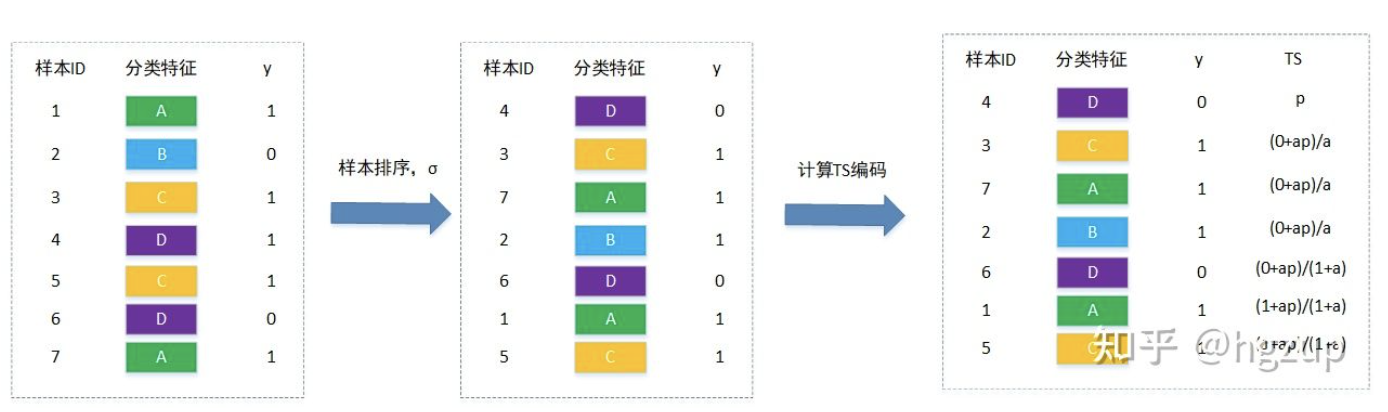 样本ID 分类特征 y
1 A 1
2 B 0
3 C 1
4 D 1
5 C 1
6 D 0
7 A 1
样本排序，σ
样本ID 分类特征 y
4 D 0
3 C 1
7 A 1
2 B 1
6 D 0
1 A 1
5 C 1
计算TS编码
样本ID 分类特征 y TS
4 D 0 p
3 C 1 (0+ap)/a
7 A 1 (0+ap)/a
2 B 1 (0+ap)/a
6 D 0 (0+ap)/(1+a)
1 A 1 (1+ap)/(1+a)
5 C 1
知乎 @hgz_up